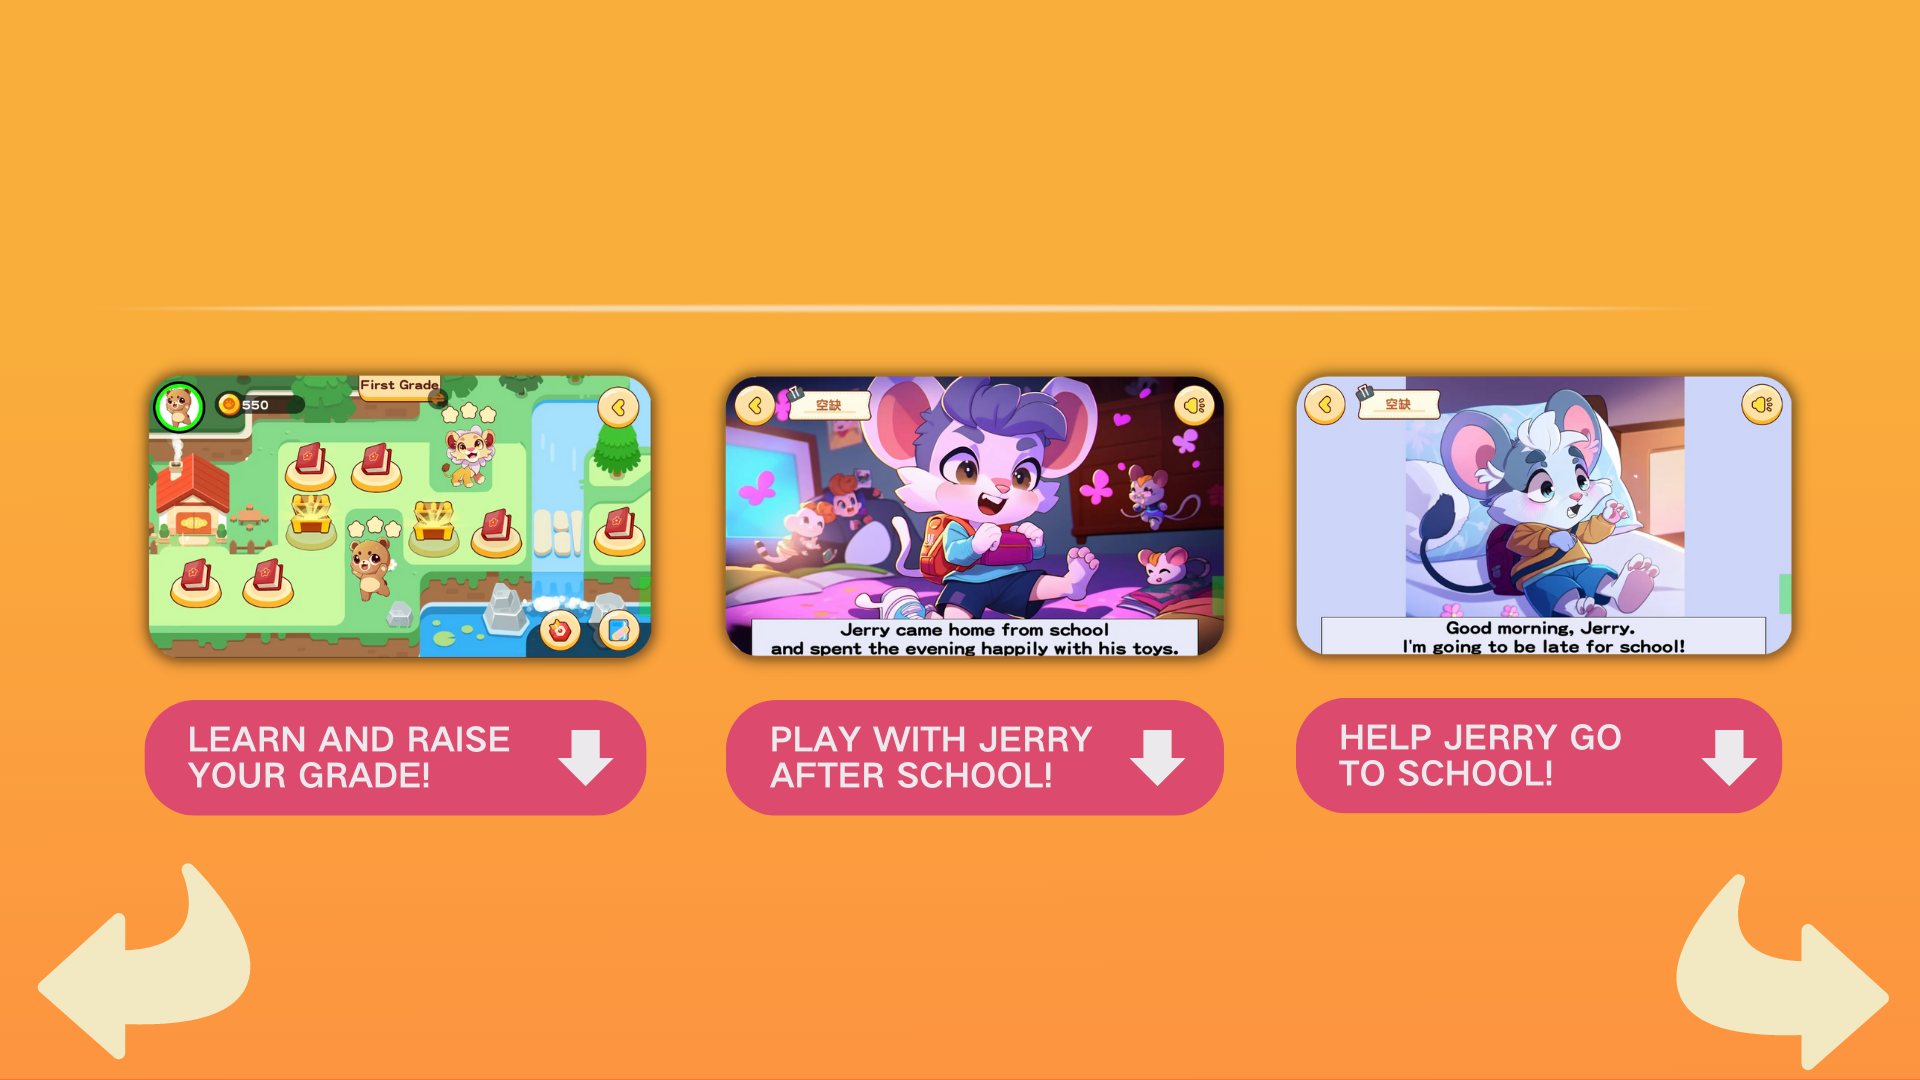 First Grade
550
空缺
Jerry came home from school
and spent the evening happily with his toys.
空缺
Good morning, Jerry.
I'm going to be late for school!
LEARN AND RAISE
YOUR GRADE!
PLAY WITH JERRY
AFTER SCHOOL!
HELP JERRY GO
TO SCHOOL!